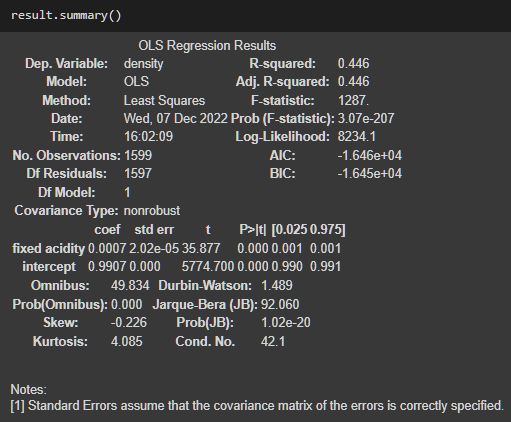 result.summary()
OLS Regression Results
Dep. Variable: density R-squared: 0.446
Model: OLS Adj. R-squared: 0.446
Method: Least Squares F-statistic: 1287.
Date: Wed, 07 Dec 2022 Prob (F-statistic): 3.07e-207
Time: 16:02:09 Log-Likelihood: 8234.1
No. Observations: 1599 AIC: -1.646e+04
Df Residuals: 1597 BIC: -1.645e+04
Df Model: 1
Covariance Type: nonrobust
coef std err t P>|t| [0.025 0.975]
fixed acidity 0.0007 2.02e-05 35.877 0.000 0.001 0.001
intercept 0.9907 0.000 5774.700 0.000 0.990 0.991
Omnibus: 49.834 Durbin-Watson: 1.489
Prob(Omnibus): 0.000 Jarque-Bera (JB): 92.060
Skew: -0.226 Prob(JB): 1.02e-20
Kurtosis: 4.085 Cond. No. 42.1
Notes:
[1] Standard Errors assume that the covariance matrix of the errors is correctly specified.